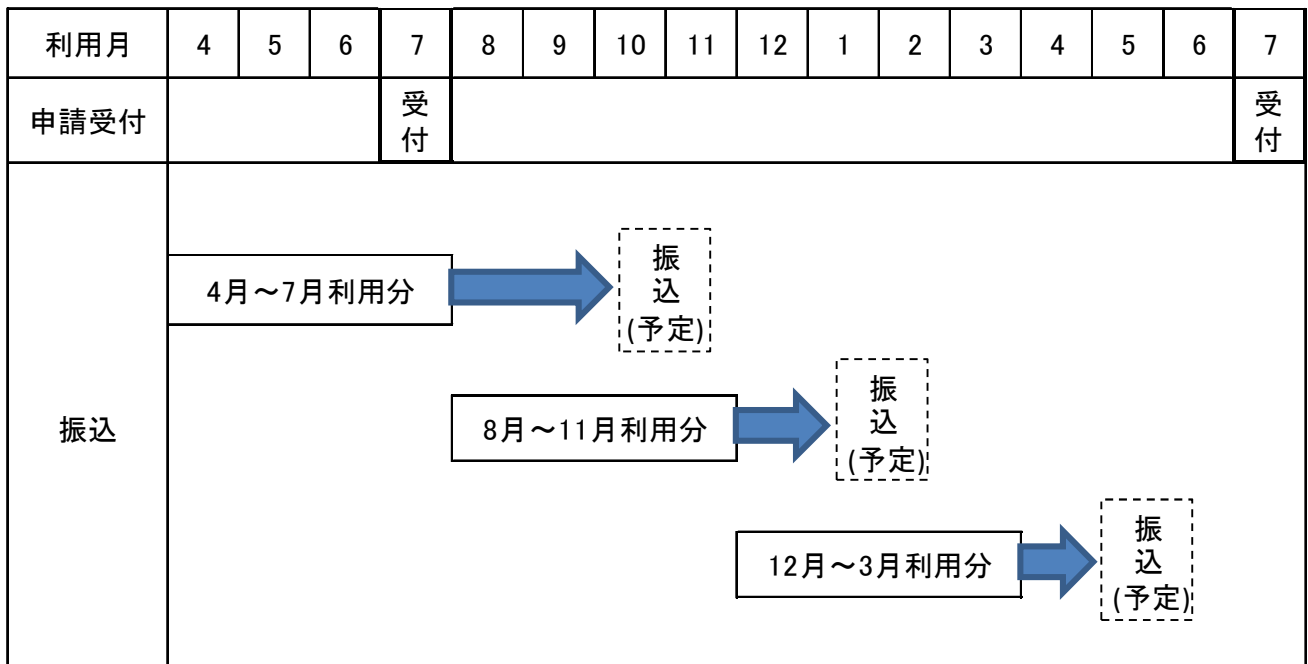 利用月 4 5 6 7 8 9 10 11 12 1 2 3 4 5 6 7
申請受付 受付 受付
振込
4月～7月利用分
振込
(予定)
8月～11月利用分
振込
(予定)
12月～3月利用分
振込
(予定)